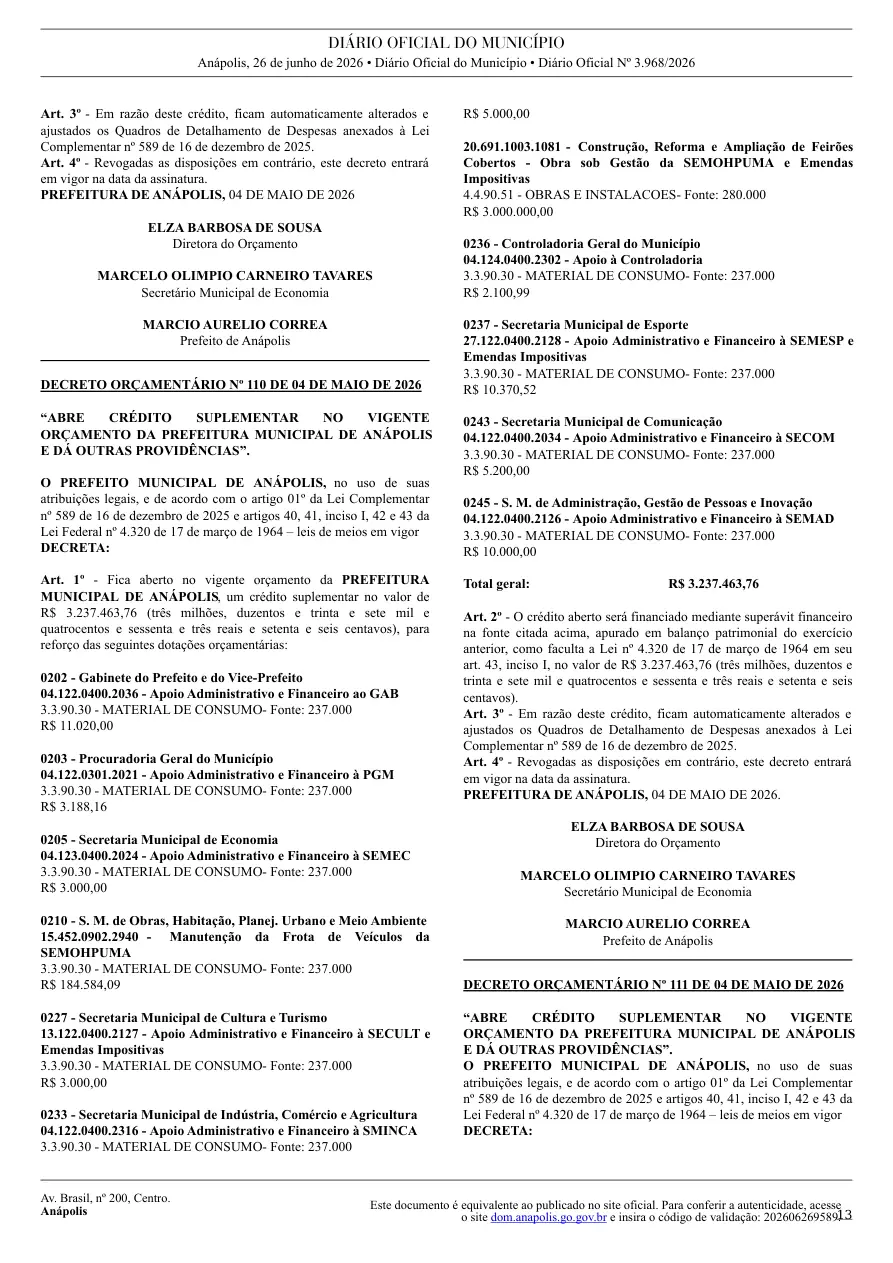 DIÁRIO OFICIAL DO MUNICÍPIO
Anápolis, 26 de junho de 2026 • Diário Oficial do Município • Diário Oficial Nº 3.968/2026
Art. 3º - Em razão deste crédito, ficam automaticamente alterados e
ajustados os Quadros de Detalhamento de Despesas anexados à Lei
Complementar nº 589 de 16 de dezembro de 2025.
Art. 4º - Revogadas as disposições em contrário, este decreto entrará
em vigor na data da assinatura.
PREFEITURA DE ANÁPOLIS, 04 DE MAIO DE 2026
ELZA BARBOSA DE SOUSA
Diretora do Orçamento
MARCELO OLIMPIO CARNEIRO TAVARES
Secretário Municipal de Economia
MARCIO AURELIO CORREA
Prefeito de Anápolis
DECRETO ORÇAMENTÁRIO Nº 110 DE 04 DE MAIO DE 2026
“ABRE CRÉDITO SUPLEMENTAR NO VIGENTE
ORÇAMENTO DA PREFEITURA MUNICIPAL DE ANÁPOLIS
E DÁ OUTRAS PROVIDÊNCIAS”.
O PREFEITO MUNICIPAL DE ANÁPOLIS, no uso de suas
atribuições legais, e de acordo com o artigo 01º da Lei Complementar
nº 589 de 16 de dezembro de 2025 e artigos 40, 41, inciso I, 42 e 43 da
Lei Federal nº 4.320 de 17 de março de 1964 – leis de meios em vigor
DECRETA:
Art. 1º - Fica aberto no vigente orçamento da PREFEITURA
MUNICIPAL DE ANÁPOLIS, um crédito suplementar no valor de
R$ 3.237.463,76 (três milhões, duzentos e trinta e sete mil e
quatrocentos e sessenta e três reais e setenta e seis centavos), para
reforço das seguintes dotações orçamentárias:
0202 - Gabinete do Prefeito e do Vice-Prefeito
04.122.0400.2036 - Apoio Administrativo e Financeiro ao GAB
3.3.90.30 - MATERIAL DE CONSUMO- Fonte: 237.000
R$ 11.020,00
0203 - Procuradoria Geral do Município
04.122.0301.2021 - Apoio Administrativo e Financeiro à PGM
3.3.90.30 - MATERIAL DE CONSUMO- Fonte: 237.000
R$ 3.188,16
0205 - Secretaria Municipal de Economia
04.123.0400.2024 - Apoio Administrativo e Financeiro à SEMEC
3.3.90.30 - MATERIAL DE CONSUMO- Fonte: 237.000
R$ 3.000,00
0210 - S. M. de Obras, Habitação, Planej. Urbano e Meio Ambiente
15.452.0902.2940 - Manutenção da Frota de Veículos da
SEMOHPUMA
3.3.90.30 - MATERIAL DE CONSUMO- Fonte: 237.000
R$ 184.584,09
0227 - Secretaria Municipal de Cultura e Turismo
13.122.0400.2127 - Apoio Administrativo e Financeiro à SECULT e
Emendas Impositivas
3.3.90.30 - MATERIAL DE CONSUMO- Fonte: 237.000
R$ 3.000,00
0233 - Secretaria Municipal de Indústria, Comércio e Agricultura
04.122.0400.2316 - Apoio Administrativo e Financeiro à SMINCA
3.3.90.30 - MATERIAL DE CONSUMO- Fonte: 237.000
R$ 5.000,00
20.691.1003.1081 - Construção, Reforma e Ampliação de Feirões
Cobertos - Obra sob Gestão da SEMOHPUMA e Emendas
Impositivas
4.4.90.51 - OBRAS E INSTALACOES- Fonte: 280.000
R$ 3.000.000,00
0236 - Controladoria Geral do Município
04.124.0400.2302 - Apoio à Controladoria
3.3.90.30 - MATERIAL DE CONSUMO- Fonte: 237.000
R$ 2.100,99
0237 - Secretaria Municipal de Esporte
27.122.0400.2128 - Apoio Administrativo e Financeiro à SEMESP e
Emendas Impositivas
3.3.90.30 - MATERIAL DE CONSUMO- Fonte: 237.000
R$ 10.370,52
0243 - Secretaria Municipal de Comunicação
04.122.0400.2034 - Apoio Administrativo e Financeiro à SECOM
3.3.90.30 - MATERIAL DE CONSUMO- Fonte: 237.000
R$ 5.200,00
0245 - S. M. de Administração, Gestão de Pessoas e Inovação
04.122.0400.2126 - Apoio Administrativo e Financeiro à SEMAD
3.3.90.30 - MATERIAL DE CONSUMO- Fonte: 237.000
R$ 10.000,00
Total geral: R$ 3.237.463,76
Art. 2º - O crédito aberto será financiado mediante superávit financeiro
na fonte citada acima, apurado em balanço patrimonial do exercício
anterior, como faculta a Lei nº 4.320 de 17 de março de 1964 em seu
art. 43, inciso I, no valor de R$ 3.237.463,76 (três milhões, duzentos e
trinta e sete mil e quatrocentos e sessenta e três reais e setenta e seis
centavos).
Art. 3º - Em razão deste crédito, ficam automaticamente alterados e
ajustados os Quadros de Detalhamento de Despesas anexados à Lei
Complementar nº 589 de 16 de dezembro de 2025.
Art. 4º - Revogadas as disposições em contrário, este decreto entrará
em vigor na data da assinatura.
PREFEITURA DE ANÁPOLIS, 04 DE MAIO DE 2026.
ELZA BARBOSA DE SOUSA
Diretora do Orçamento
MARCELO OLIMPIO CARNEIRO TAVARES
Secretário Municipal de Economia
MARCIO AURELIO CORREA
Prefeito de Anápolis
DECRETO ORÇAMENTÁRIO Nº 111 DE 04 DE MAIO DE 2026
“ABRE CRÉDITO SUPLEMENTAR NO VIGENTE
ORÇAMENTO DA PREFEITURA MUNICIPAL DE ANÁPOLIS
E DÁ OUTRAS PROVIDÊNCIAS”.
O PREFEITO MUNICIPAL DE ANÁPOLIS, no uso de suas
atribuições legais, e de acordo com o artigo 01º da Lei Complementar
nº 589 de 16 de dezembro de 2025 e artigos 40, 41, inciso I, 42 e 43 da
Lei Federal nº 4.320 de 17 de março de 1964 – leis de meios em vigor
DECRETA:
Av. Brasil, nº 200, Centro.
Anápolis
Este documento é equivalente ao publicado no site oficial. Para conferir a autenticidade, acesse
o site dom.anapolis.go.gov.br e insira o código de validação: 202606269589
13